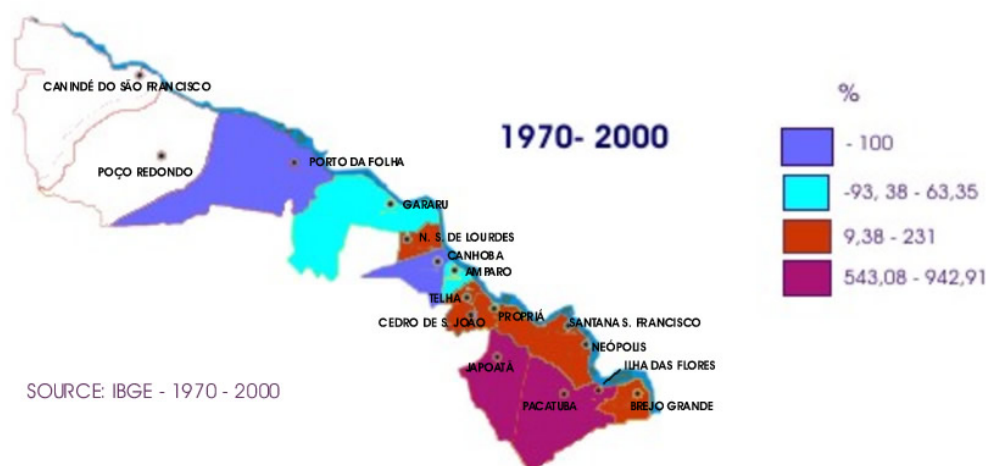 CANINDÉ DO SÃO FRANCISCO
POÇO REDONDO
PORTO DA FOLHA
GARARU
N. S. DE LOURDES
CANHOBA
AMPARO
TELHA
PROPRIÁ
CEDRO DE S. JOÃO
SANTANA S. FRANCISCO
NEÓPOLIS
ILHA DAS FLORES
JAPOATÃ
PACATUBA
BREJO GRANDE
1970- 2000
%
- 100
-93, 38 - 63,35
9,38 - 231
543,08 - 942,91
SOURCE: IBGE - 1970 - 2000